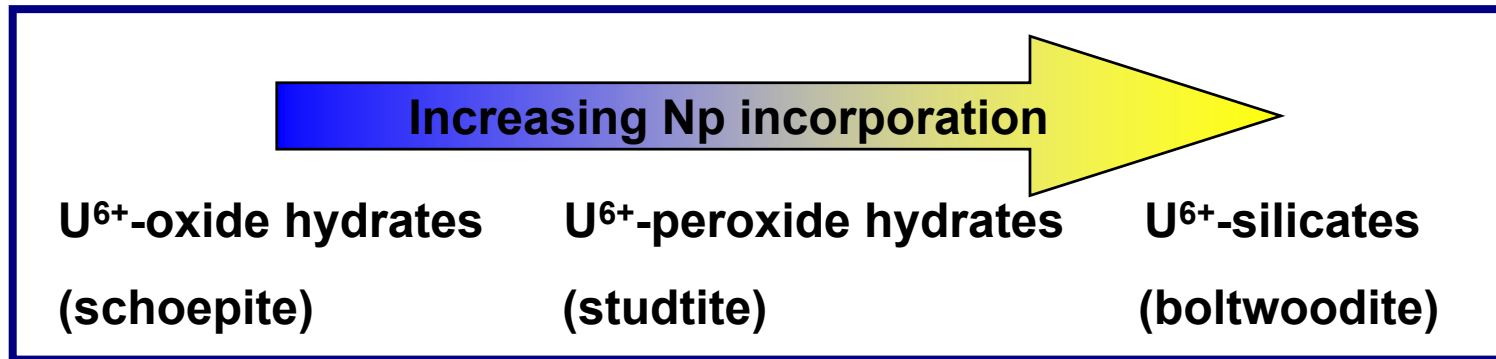 Increasing Np incorporation
U⁶⁺-oxide hydrates U⁶⁺-peroxide hydrates U⁶⁺-silicates
(schoepite) (studtite) (boltwoodite)